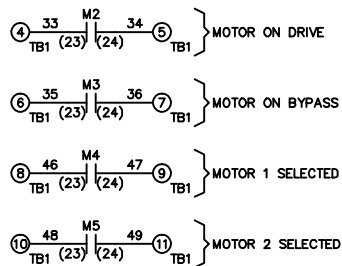 M2
4 33 34 5
TB1 (23) (24) TB1 MOTOR ON DRIVE
M3
6 35 36 7
TB1 (23) (24) TB1 MOTOR ON BYPASS
M4
8 46 47 9
TB1 (23) (24) TB1 MOTOR 1 SELECTED
M5
10 48 49 11
TB1 (23) (24) TB1 MOTOR 2 SELECTED